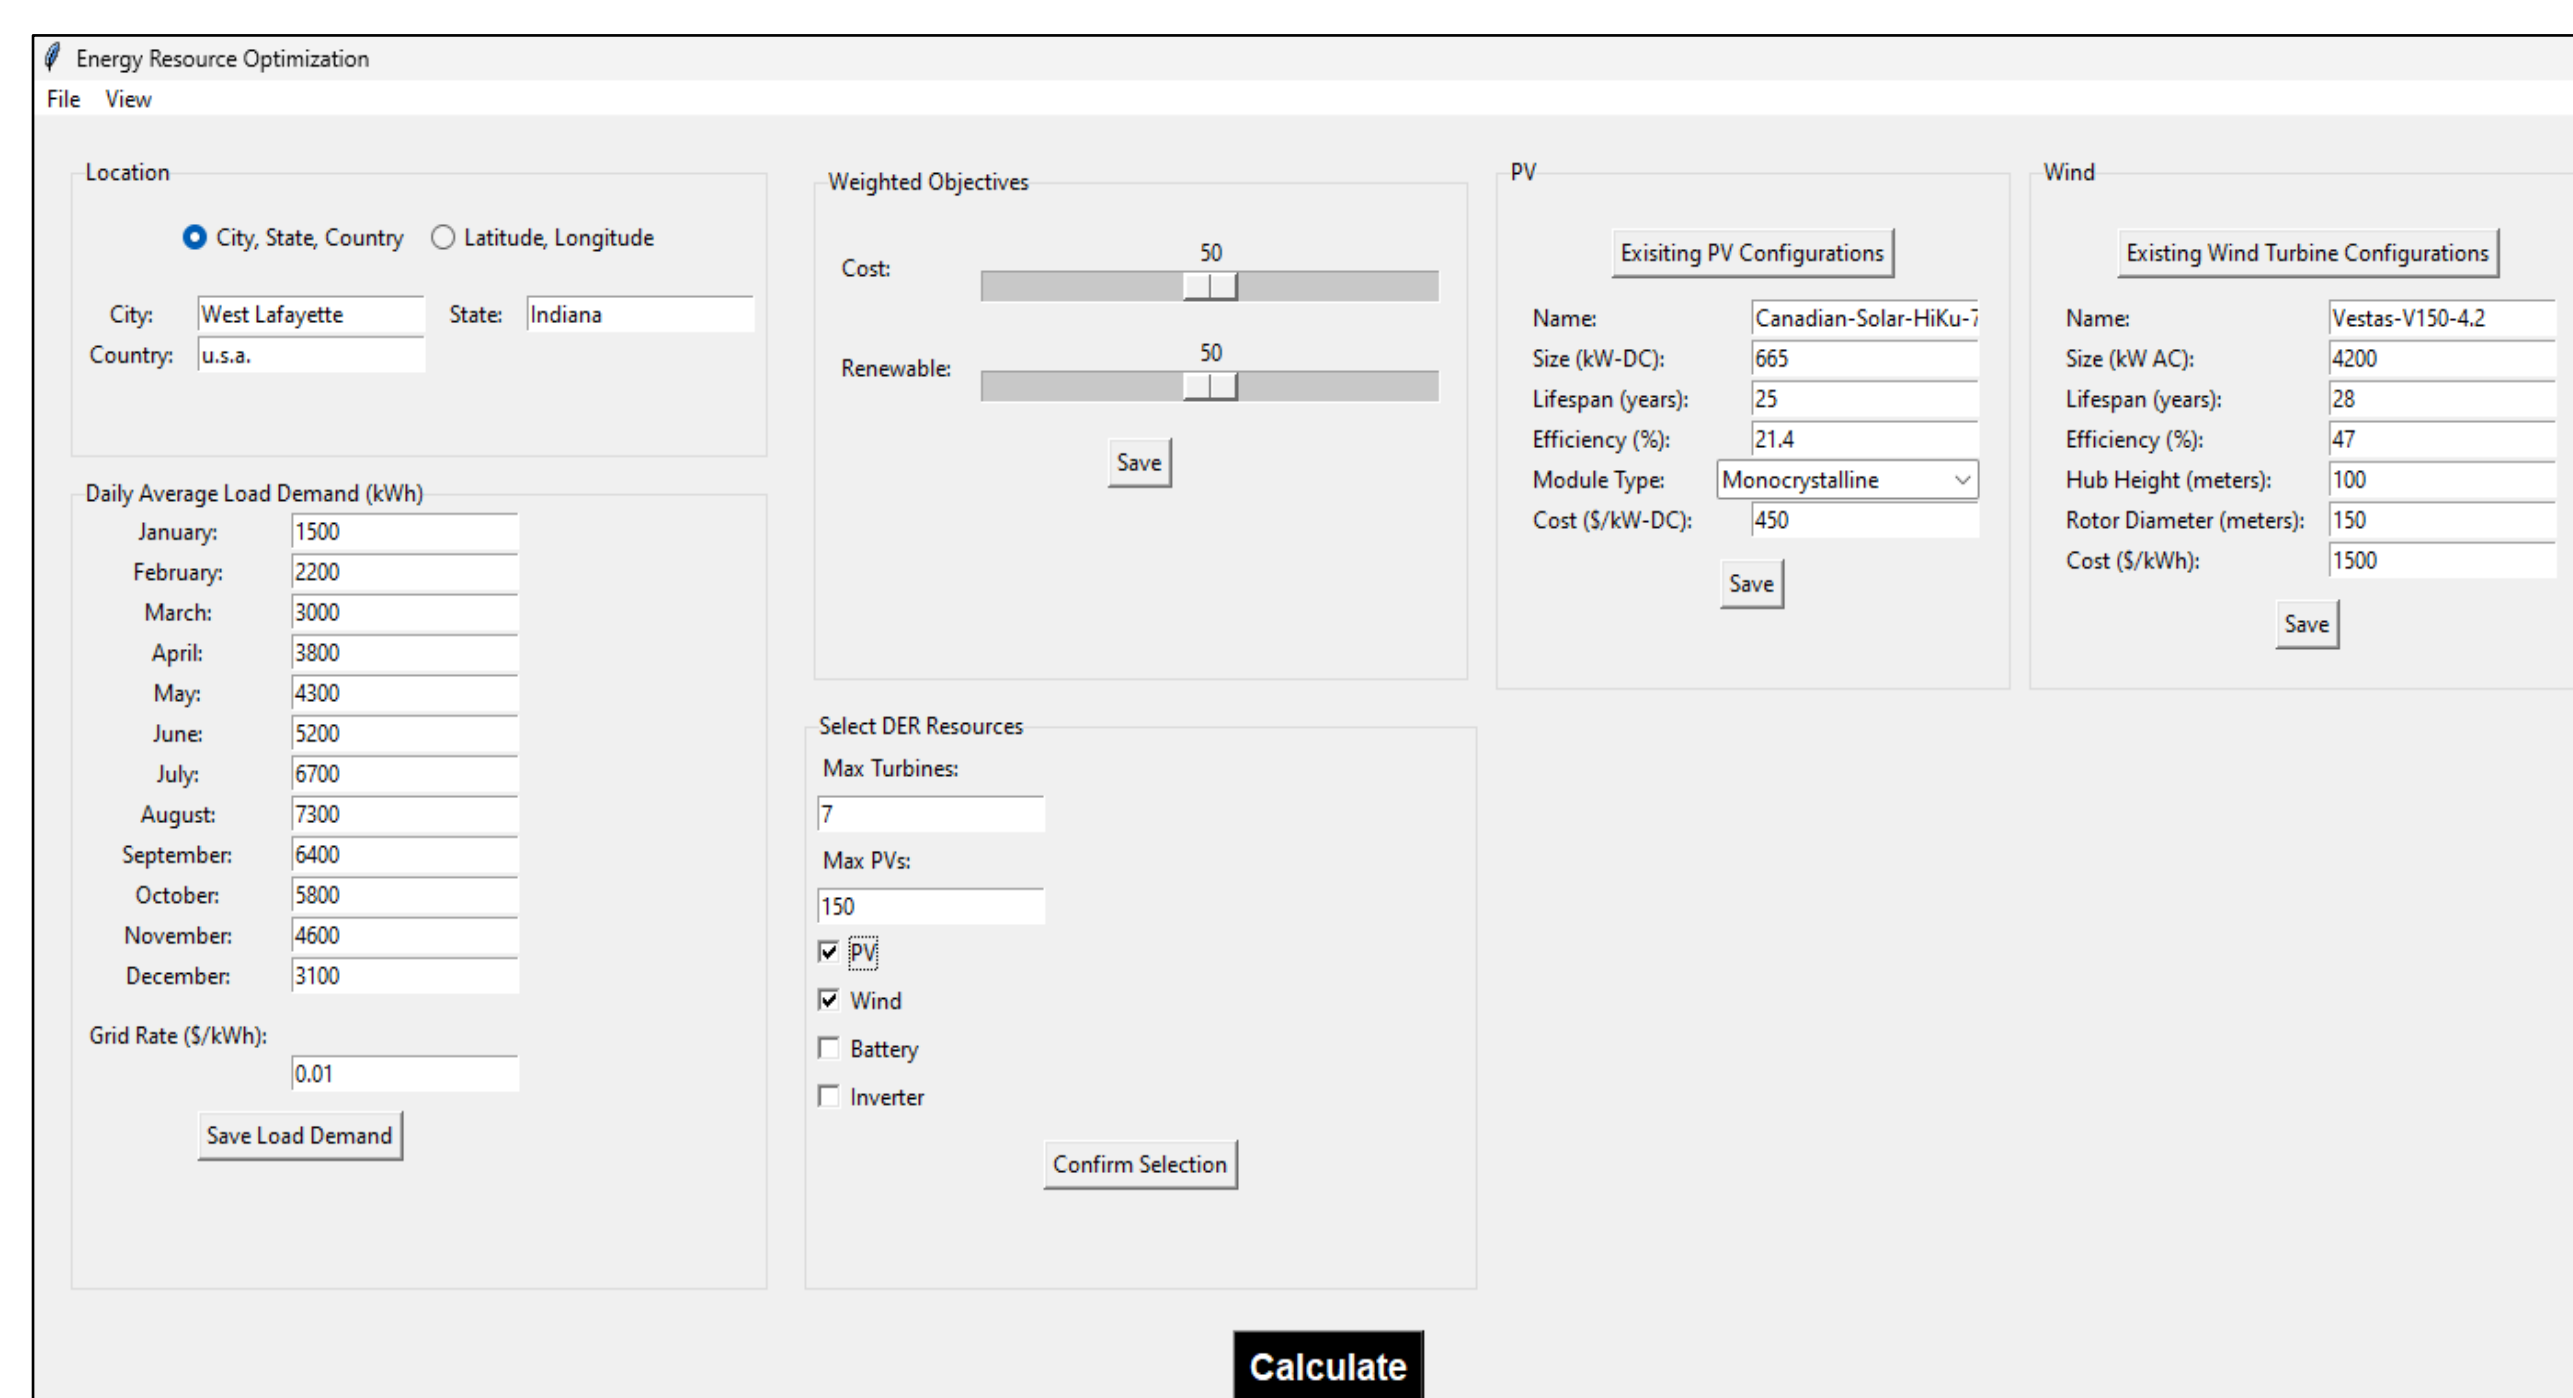 Energy Resource Optimization
File View
Location
City, State, Country Latitude, Longitude
City: West Lafayette State: Indiana
Country: u.s.a.
Daily Average Load Demand (kWh)
January: 1500
February: 2200
March: 3000
April: 3800
May: 4300
June: 5200
July: 6700
August: 7300
September: 6400
October: 5800
November: 4600
December: 3100
Grid Rate ($/kWh):
0.01
Save Load Demand
Weighted Objectives
50
Cost:
50
Renewable:
Save
Select DER Resources
Max Turbines:
7
Max PVs:
150
PV
Wind
Battery
Inverter
Confirm Selection
PV
Exisiting PV Configurations
Name: Canadian-Solar-HiKu-7
Size (kW-DC): 665
Lifespan (years): 25
Efficiency (%): 21.4
Module Type: Monocrystalline
Cost ($/kW-DC): 450
Save
Wind
Existing Wind Turbine Configurations
Name: Vestas-V150-4.2
Size (kW AC): 4200
Lifespan (years): 28
Efficiency (%): 47
Hub Height (meters): 100
Rotor Diameter (meters): 150
Cost ($/kWh): 1500
Save
Calculate